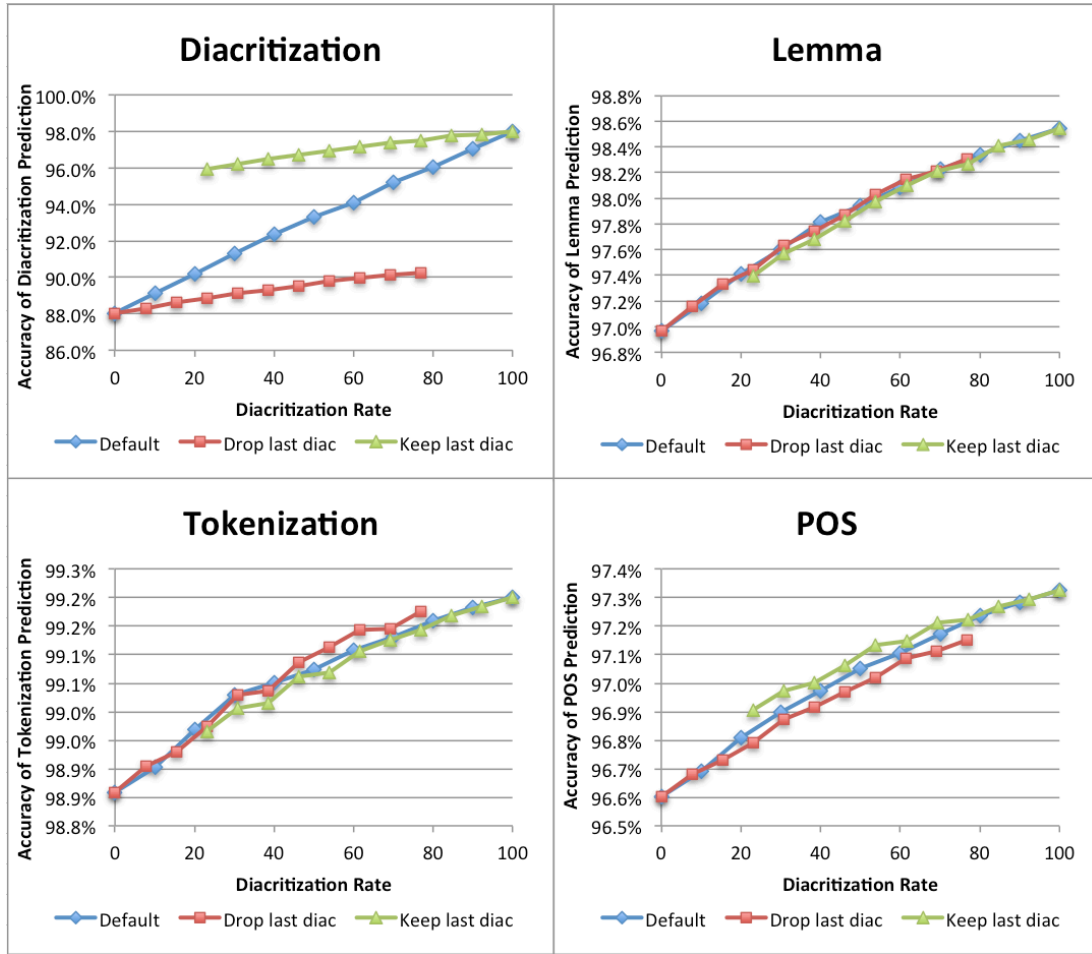 Diacritization
Accuracy of Diacritization Prediction
100.0%
98.0%
96.0%
94.0%
92.0%
90.0%
88.0%
86.0%
0 20 40 60 80 100
Diacritization Rate
Default Drop last diac Keep last diac
Lemma
Accuracy of Lemma Prediction
98.8%
98.6%
98.4%
98.2%
98.0%
97.8%
97.6%
97.4%
97.2%
97.0%
96.8%
0 20 40 60 80 100
Diacritization Rate
Default Drop last diac Keep last diac
Tokenization
Accuracy of Tokenization Prediction
99.3%
99.2%
99.2%
99.1%
99.1%
99.0%
99.0%
98.9%
98.9%
98.8%
0 20 40 60 80 100
Diacritization Rate
Default Drop last diac Keep last diac
POS
Accuracy of POS Prediction
97.4%
97.3%
97.2%
97.1%
97.0%
96.9%
96.8%
96.7%
96.6%
96.5%
0 20 40 60 80 100
Diacritization Rate
Default Drop last diac Keep last diac